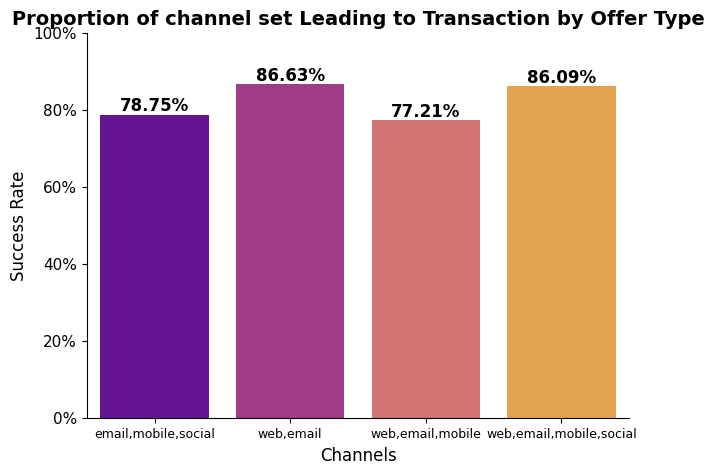 Proportion of channel set Leading to Transaction by Offer Type
100%
80%
60%
40%
20%
0%
Success Rate
78.75%
86.63%
77.21%
86.09%
email,mobile,social
web,email
web,email,mobile
web,email,mobile,social
Channels